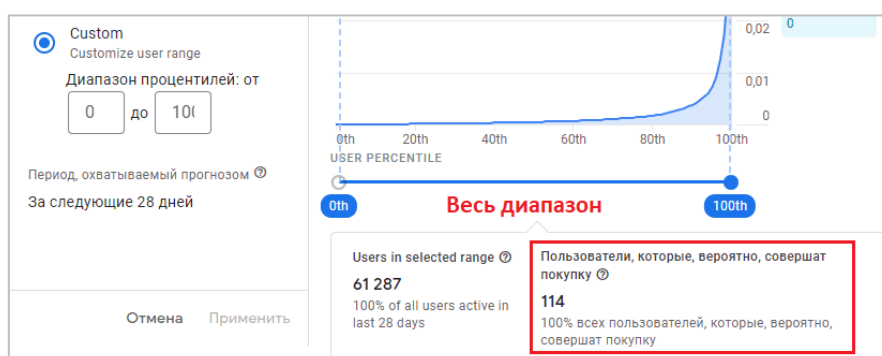 Custom
Customize user range
Диапазон процентилей: от
0 до 10(
Период, охватываемый прогнозом
За следующие 28 дней
Отмена Применить
0,02
0
0,01
0
0th 20th 40th 60th 80th 100th
USER PERCENTILE
0th Весь диапазон 100th
Users in selected range
61 287
100% of all users active in
last 28 days
Пользователи, которые, вероятно, совершат
покупку
114
100% всех пользователей, которые, вероятно,
совершат покупку